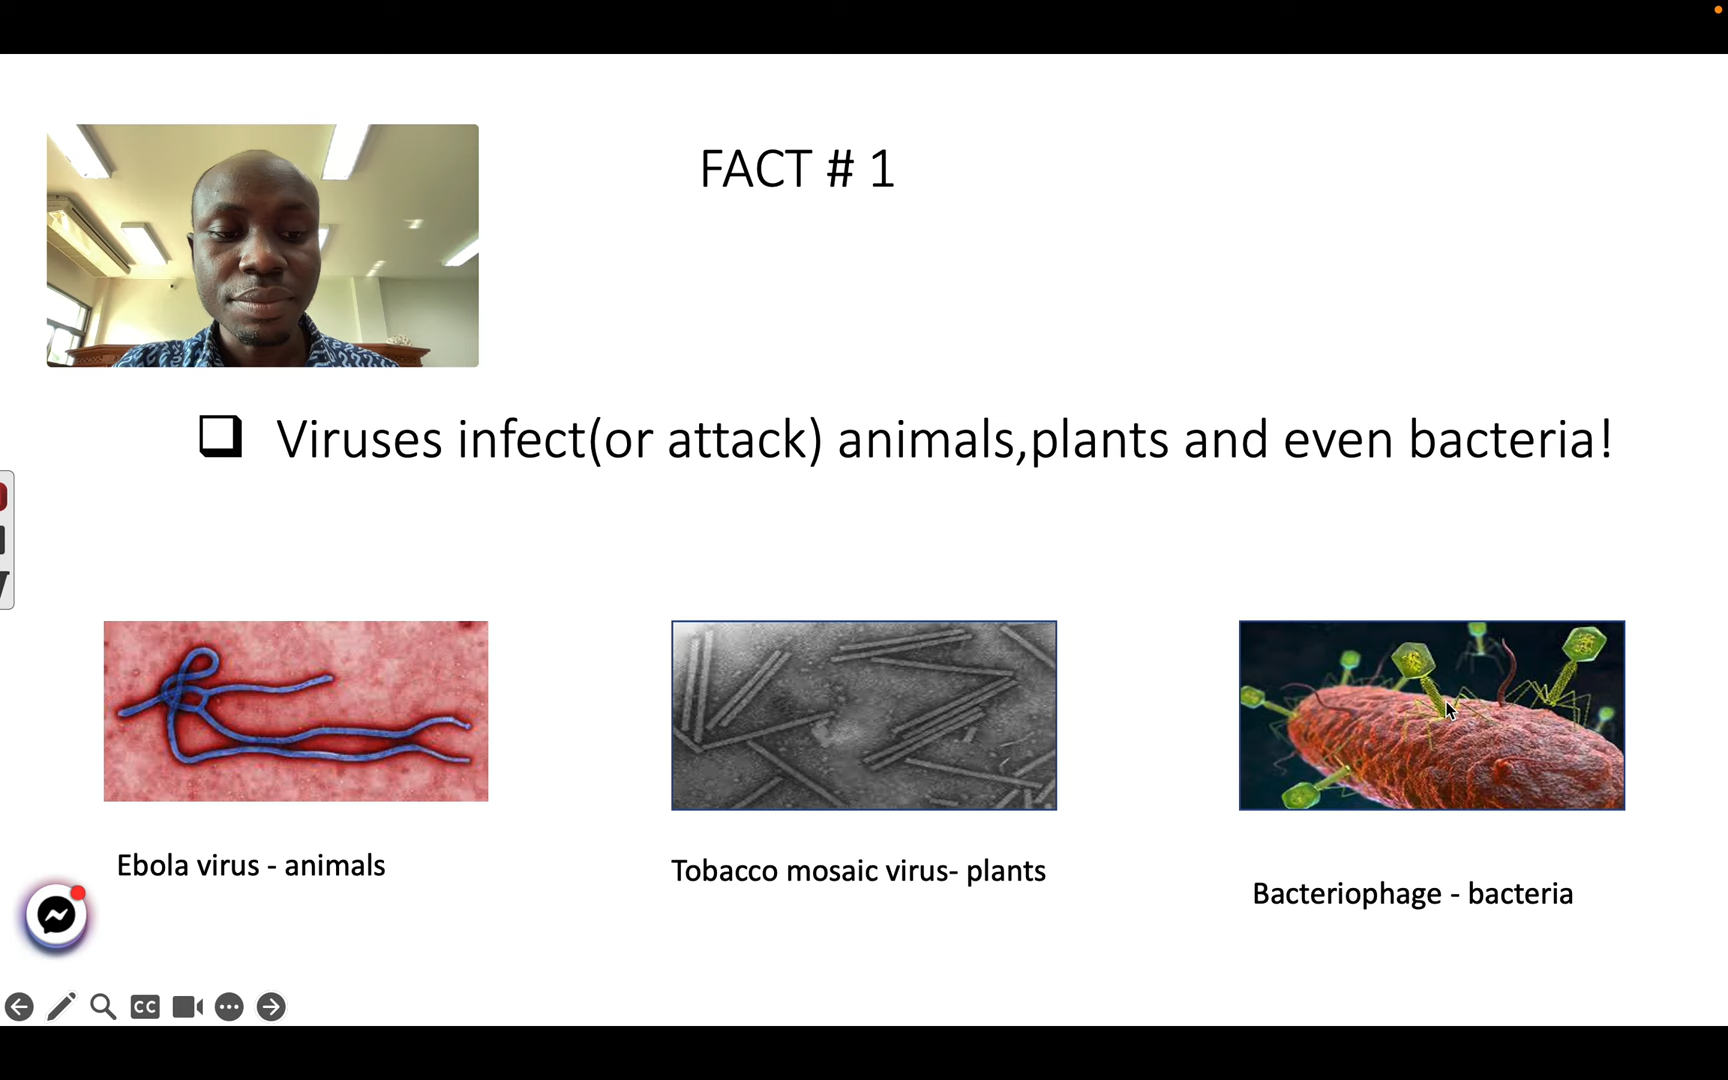 FACT # 1
❑ Viruses infect(or attack) animals,plants and even bacteria!
Ebola virus - animals
Tobacco mosaic virus- plants
Bacteriophage - bacteria
CC